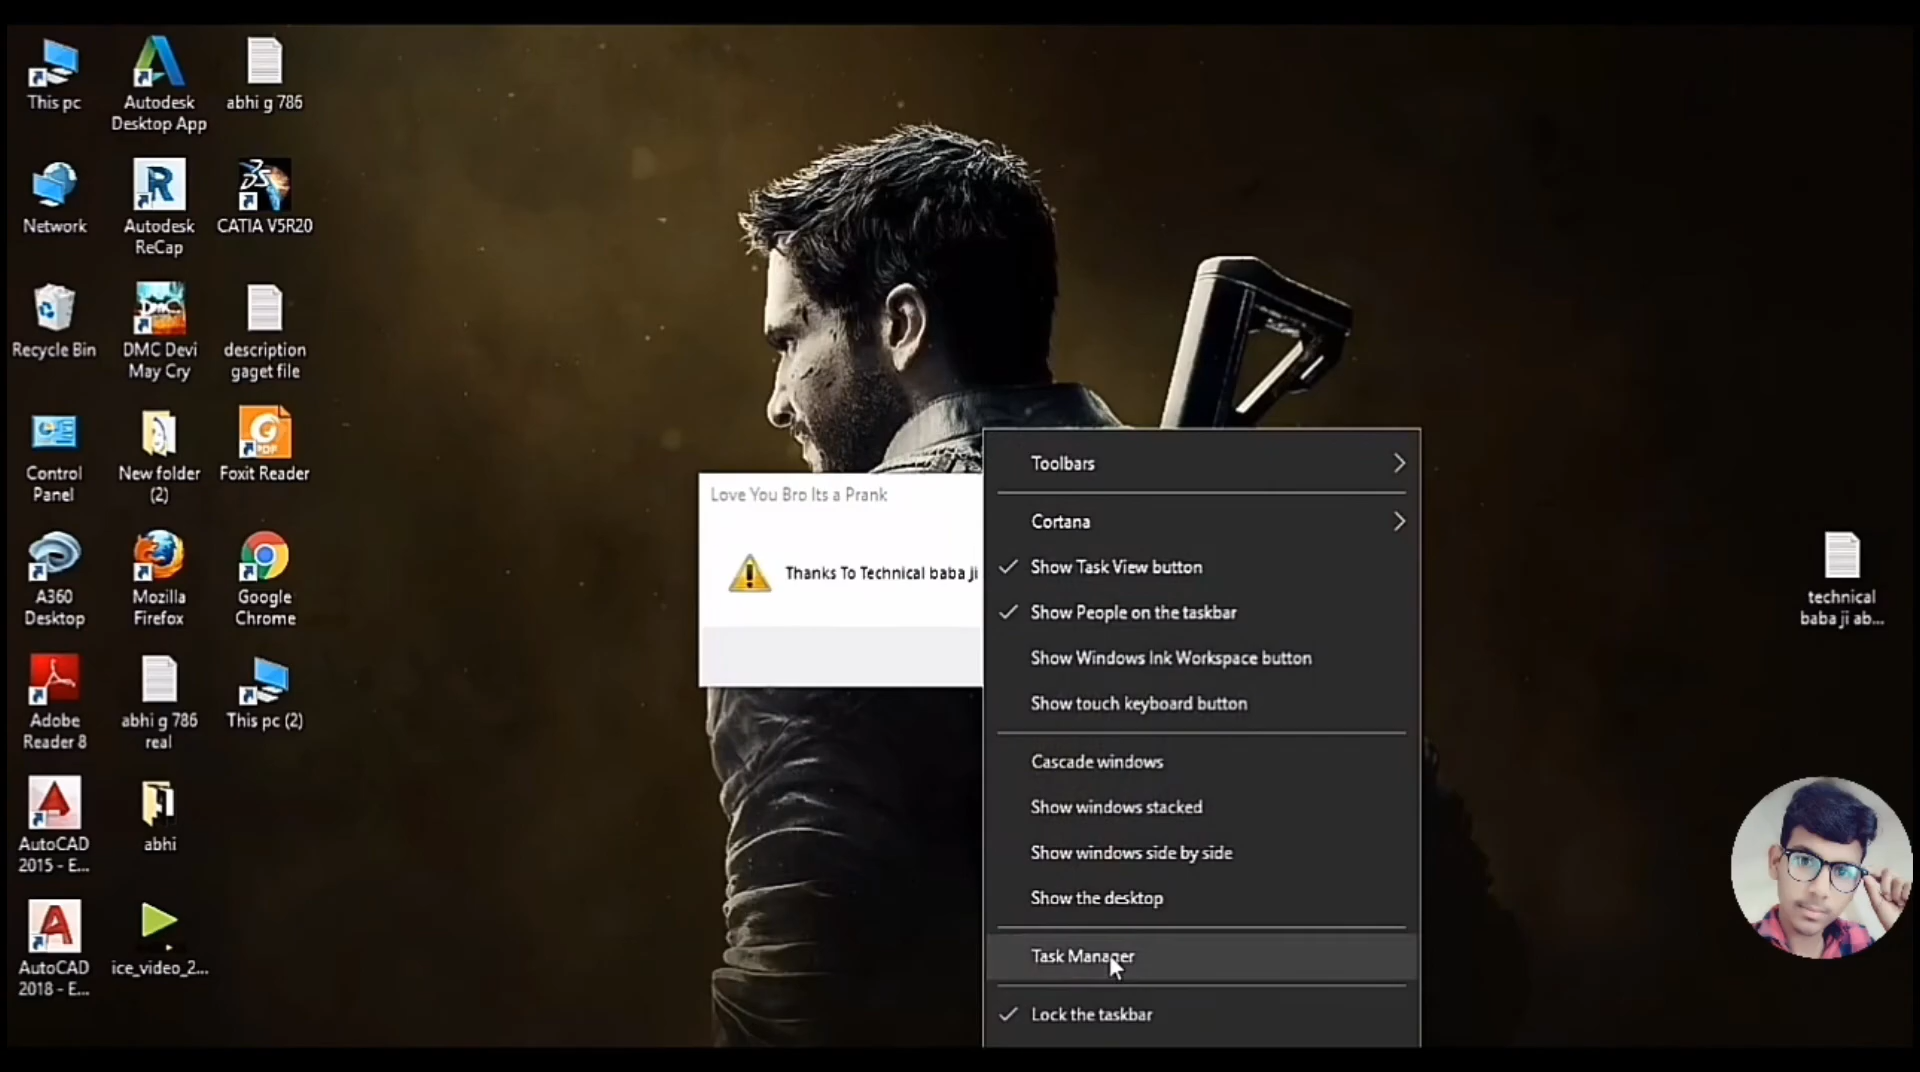 This pc
Autodesk
Desktop App
abhi g 786
Network
Autodesk
ReCap
CATIA V5R20
Recycle Bin
DMC Devi
May Cry
description
gaget file
Control
Panel
New folder
(2)
Foxit Reader
PDF
A360
Desktop
Mozilla
Firefox
Google
Chrome
Adobe
Reader 8
abhi g 786
real
This pc (2)
AutoCAD
2015 - E...
abhi
AutoCAD
2018 - E...
ice_video_2...
Love You Bro Its a Prank
Thanks To Technical baba ji
Toolbars
Cortana
Show Task View button
Show People on the taskbar
Show Windows Ink Workspace button
Show touch keyboard button
Cascade windows
Show windows stacked
Show windows side by side
Show the desktop
Task Manager
Lock the taskbar
technical
baba ji ab...